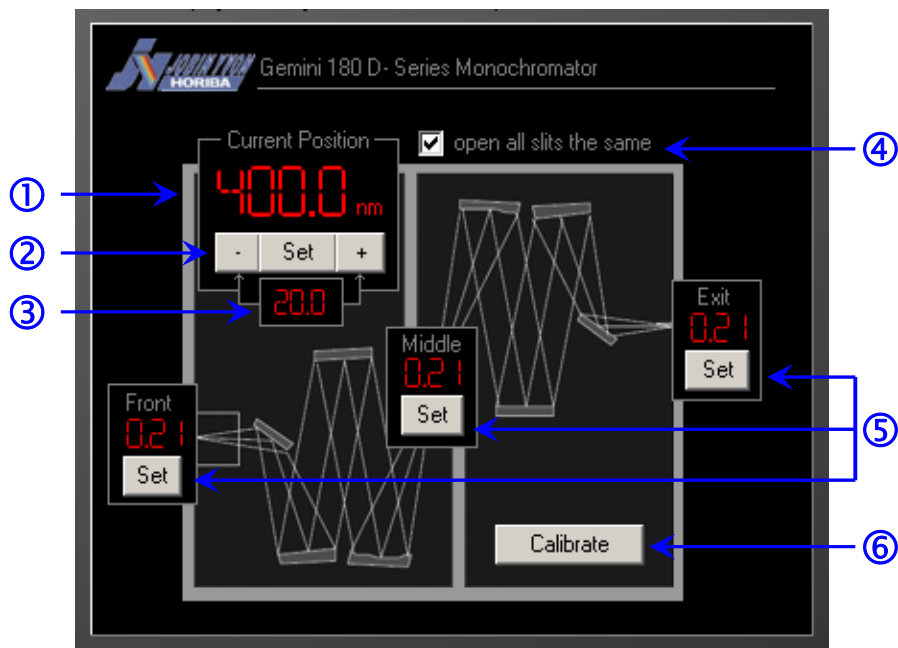 JOBIN YVON
HORIBA
Gemini 180 D- Series Monochromator
Current Position
open all slits the same
④
①
400.0 nm
②
- Set +
③
20.0
Exit
0.21
Set
Middle
0.21
Set
Front
0.21
Set
⑤
Calibrate
⑥